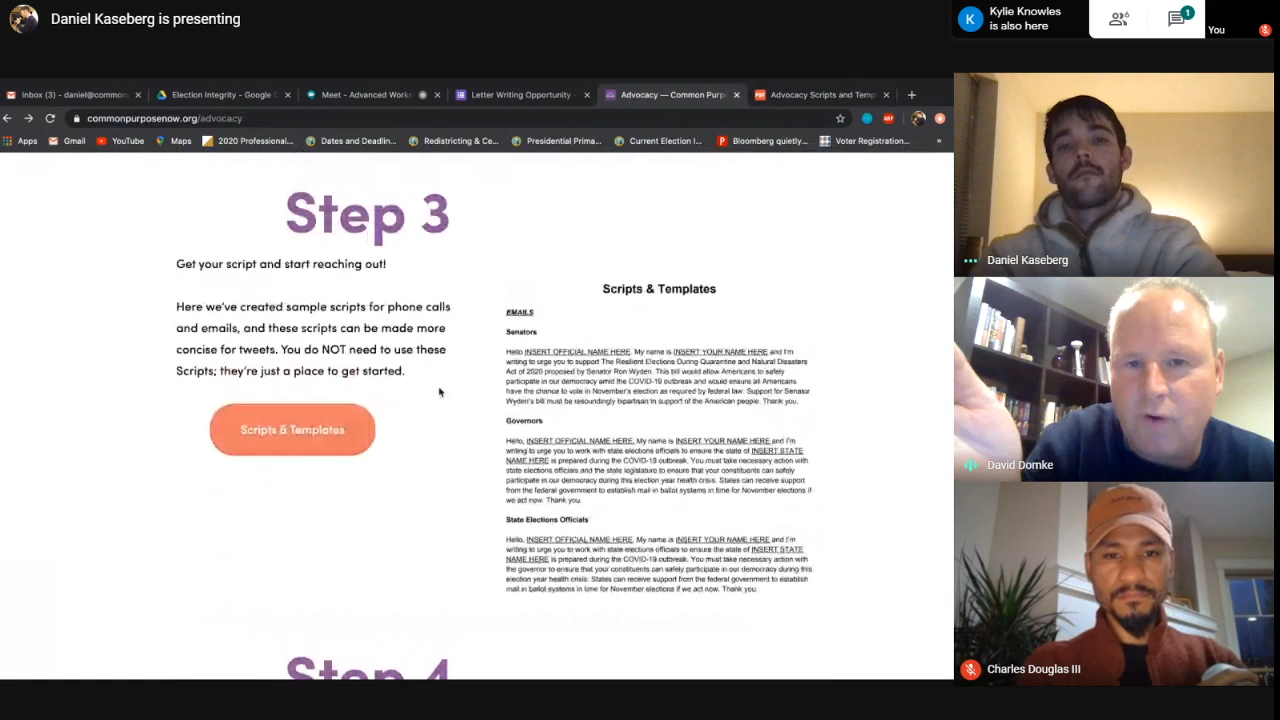 Daniel Kaseberg is presenting
K
Kylie Knowles
is also here
6
1
You
Inbox (3) - daniel@common
Election Integrity - Google D
Meet - Advanced Works
Letter Writing Opportunity -
Advocacy — Common Purp
Advocacy Scripts and Temp
commonpurposenow.org/advocacy
ABP
Apps
Gmail
YouTube
Maps
2020 Professional...
Dates and Deadlin...
Redistricting & Ce...
Presidential Prima...
Current Election I...
Bloomberg quietly...
Voter Registration...
»
Step 3
Get your script and start reaching out!
Here we've created sample scripts for phone calls
and emails, and these scripts can be made more
concise for tweets. You do NOT need to use these
Scripts; they're just a place to get started.
Scripts & Templates
Scripts & Templates
EMAILS
Senators
Hello INSERT OFFICIAL NAME HERE, My name is INSERT YOUR NAME HERE and I'm
writing to urge you to support The Resilient Elections During Quarantine and Natural Disasters
Act of 2020 proposed by Senator Ron Wyden. This bill would allow Americans to safely
participate in our democracy amid the COVID-19 outbreak and would ensure all Americans
have the chance to vote in November's election as required by federal law. Support for Senator
Wyden's bill must be resoundingly bipartisan in support of the American people. Thank you.
Governors
Hello, INSERT OFFICIAL NAME HERE. My name is INSERT YOUR NAME HERE and I'm
writing to urge you to work with state elections officials to ensure the state of INSERT STATE
NAME HERE is prepared during the COVID-19 outbreak. You must take necessary action with
state elections officials and the state legislature to ensure that your constituents can safely
participate in our democracy during this election year health crisis. States can receive support
from the federal government to establish mail in ballot systems in time for November elections if
we act now. Thank you.
State Elections Officials
Hello, INSERT OFFICIAL NAME HERE. My name is INSERT YOUR NAME HERE and I'm
writing to urge you to work with state elections officials to ensure the state of INSERT STATE
NAME HERE is prepared during the COVID-19 outbreak. You must take necessary action with
the governor to ensure that your constituents can safely participate in our democracy during this
election year health crisis. States can receive support from the federal government to establish
mail in ballot systems in time for November elections if we act now. Thank you.
Step 4
Daniel Kaseberg
David Domke
Charles Douglas III